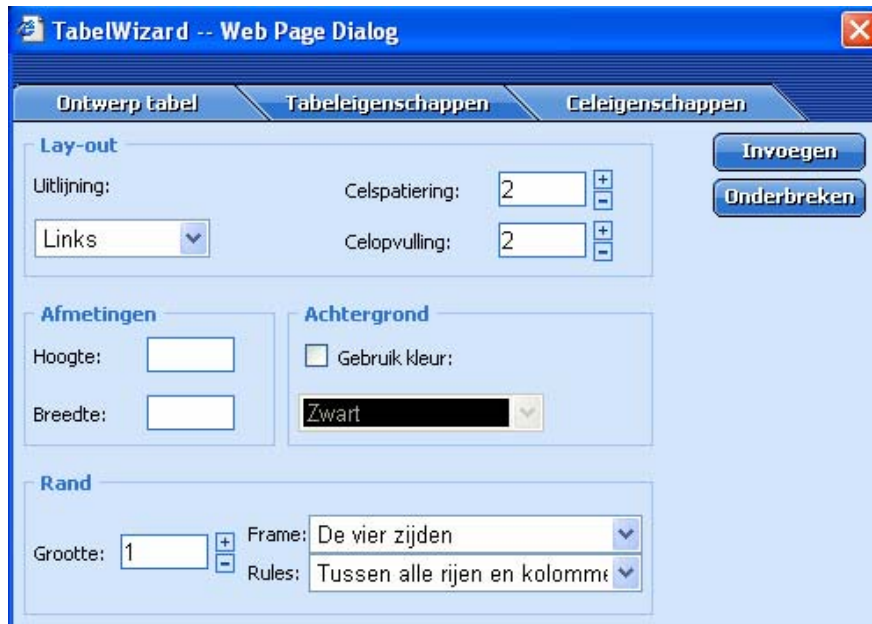 TabelWizard -- Web Page Dialog
Ontwerp tabel Tabeleigenschappen Celeigenschappen
Lay-out
Invoegen
Onderbreken
Uitlijning:
Links
Celspatiering: 2 + -
Celopvulling: 2 + -
Afmetingen
Hoogte:
Breedte:
Achtergrond
Gebruik kleur:
Zwart
Rand
Grootte: 1 + -
Frame: De vier zijden
Rules: Tussen alle rijen en kolomme